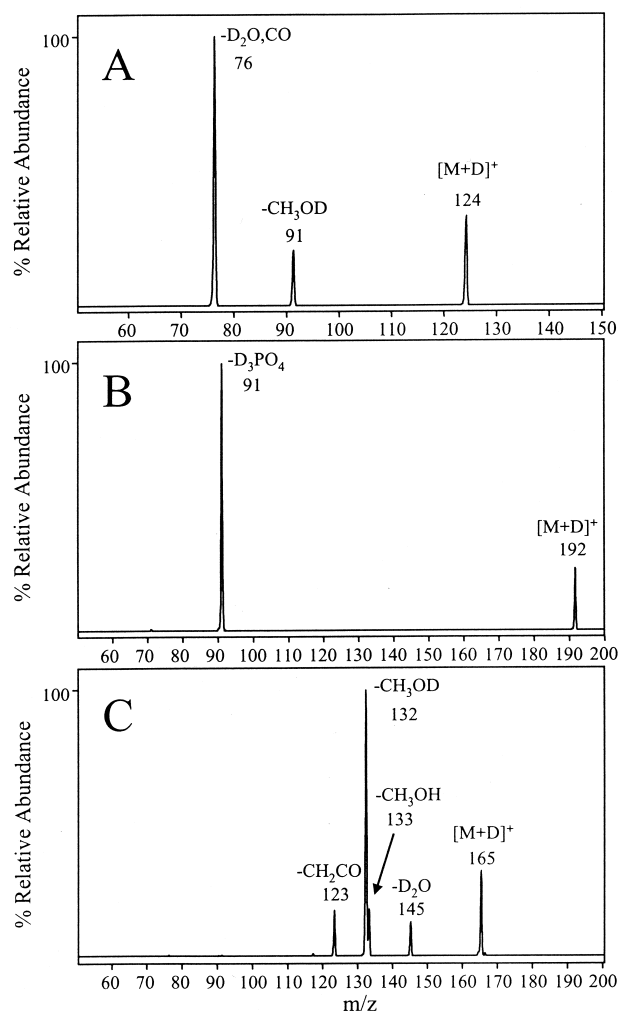 100
-D₂O,CO
76
A
[M+D]⁺
124
-CH₃OD
91
% Relative Abundance
60 70 80 90 100 110 120 130 140 150
100
-D₃PO₄
91
B
[M+D]⁺
192
% Relative Abundance
60 70 80 90 100 110 120 130 140 150 160 170 180 190 200
100
-CH₃OD
132
C
-CH₃OH
133
[M+D]⁺
165
-CH₂CO
123
-D₂O
145
% Relative Abundance
60 70 80 90 100 110 120 130 140 150 160 170 180 190 200
m/z